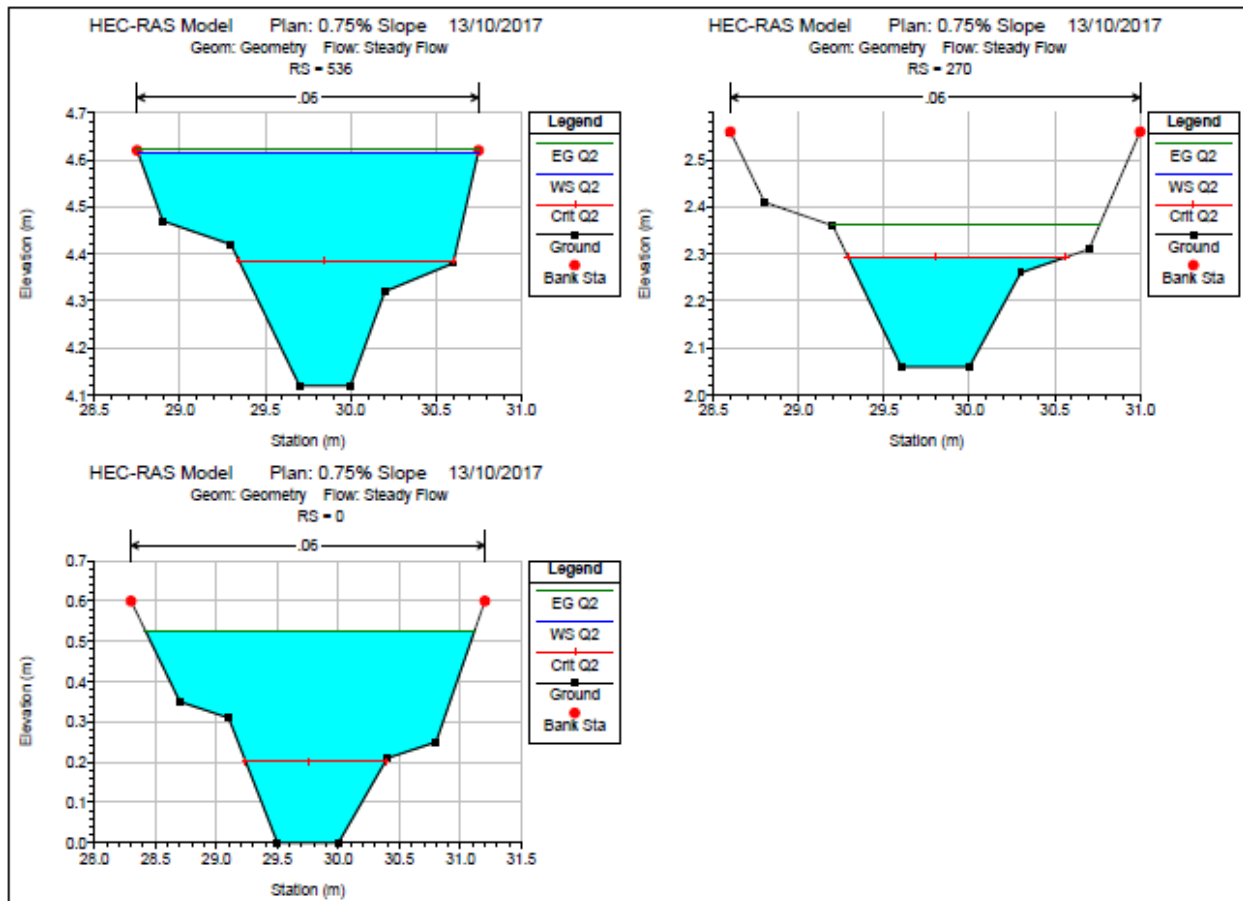 HEC-RAS Model Plan: 0.75% Slope 13/10/2017
Geom: Geometry Flow: Steady Flow
RS = 536
.06
4.7
4.6
4.5
4.4
4.3
4.2
4.1
Elevation (m)
28.5 29.0 29.5 30.0 30.5 31.0
Station (m)
Legend
EG Q2
WS Q2
Crit Q2
Ground
Bank Sta
HEC-RAS Model Plan: 0.75% Slope 13/10/2017
Geom: Geometry Flow: Steady Flow
RS = 270
.06
2.5
2.4
2.3
2.2
2.1
2.0
Elevation (m)
28.5 29.0 29.5 30.0 30.5 31.0
Station (m)
Legend
EG Q2
WS Q2
Crit Q2
Ground
Bank Sta
HEC-RAS Model Plan: 0.75% Slope 13/10/2017
Geom: Geometry Flow: Steady Flow
RS = 0
.06
0.7
0.6
0.5
0.4
0.3
0.2
0.1
0.0
Elevation (m)
28.0 28.5 29.0 29.5 30.0 30.5 31.0 31.5
Station (m)
Legend
EG Q2
WS Q2
Crit Q2
Ground
Bank Sta